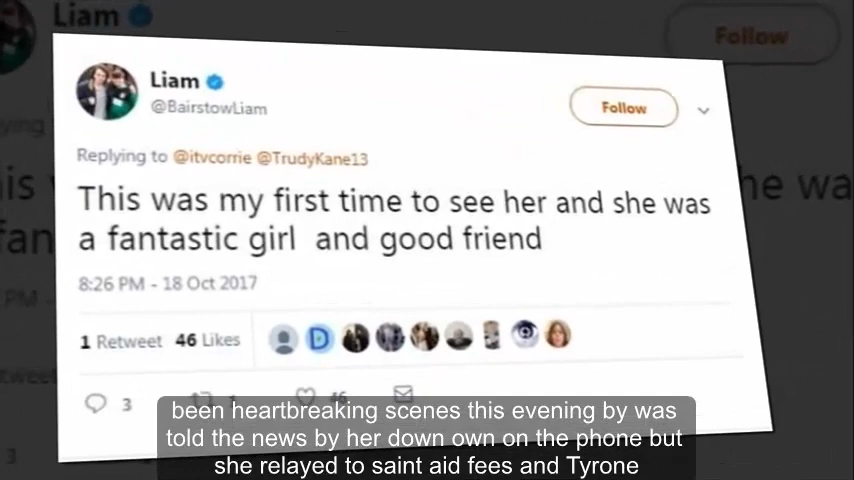 Liam
Follow
Liam
@BairstowLiam
Follow
Replying to @itvcorrie @TrudyKane13
This was my first time to see her and she was
a fantastic girl and good friend
8:26 PM - 18 Oct 2017
1 Retweet 46 Likes
D
3 1 46
been heartbreaking scenes this evening by was
told the news by her down own on the phone but
she relayed to saint aid fees and Tyrone